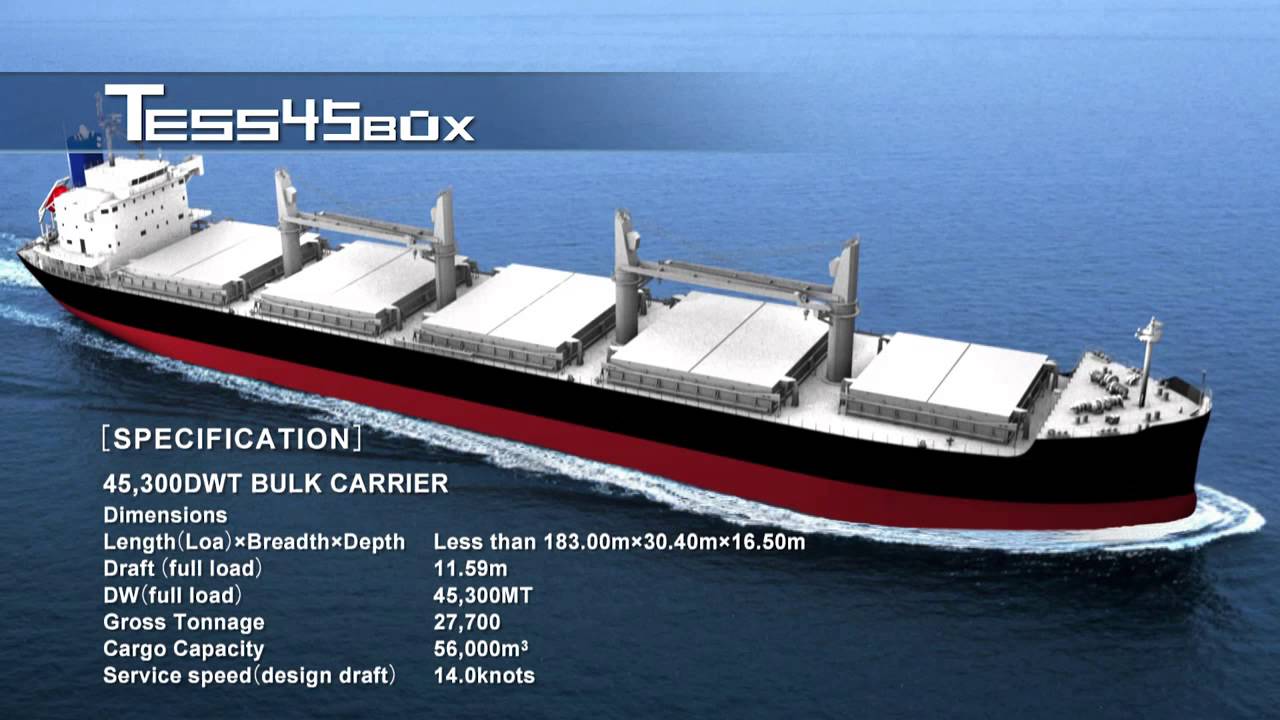 TESS45BOX
[SPECIFICATION]
45,300DWT BULK CARRIER
Dimensions
Length(Loa)×Breadth×Depth Less than 183.00m×30.40m×16.50m
Draft (full load) 11.59m
DW(full load) 45,300MT
Gross Tonnage 27,700
Cargo Capacity 56,000m³
Service speed(design draft) 14.0knots